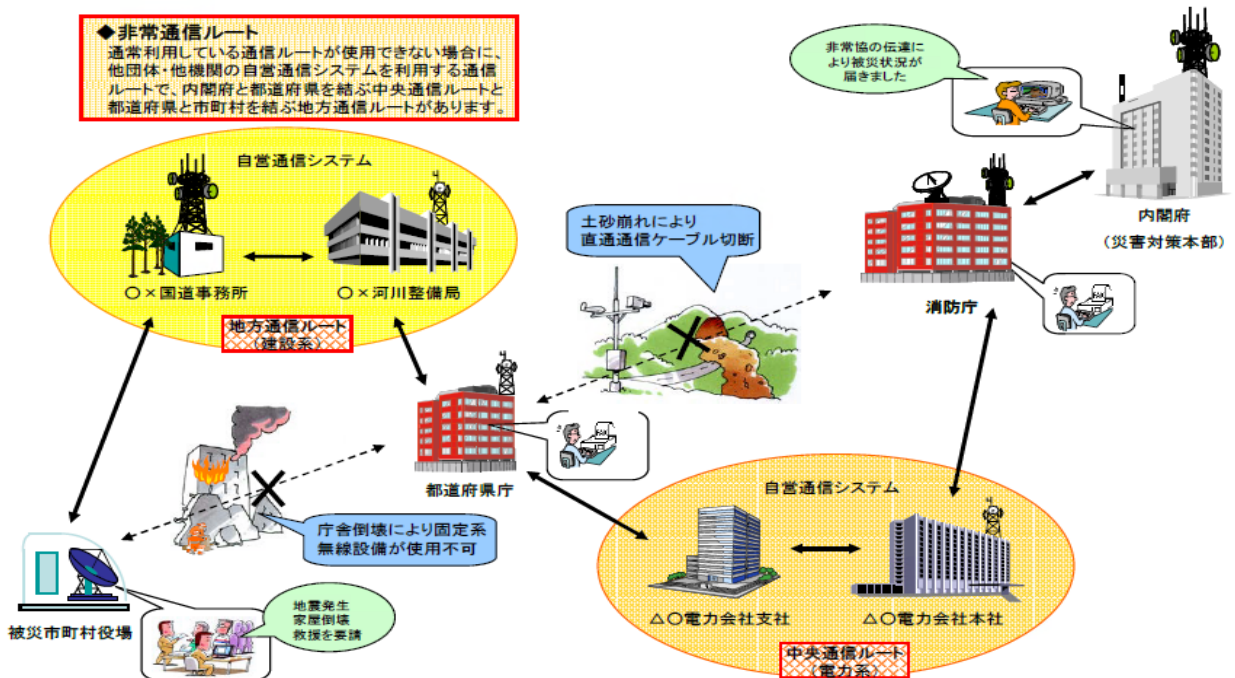 ◆非常通信ルート
通常利用している通信ルートが使用できない場合に、
他団体・他機関の自営通信システムを利用する通信
ルートで、内閣府と都道府県を結ぶ中央通信ルートと
都道府県と市町村を結ぶ地方通信ルートがあります。
非常協の伝達に
より被災状況が
届きました
内閣府
(災害対策本部)
自営通信システム
〇×国道事務所
〇×河川整備局
地方通信ルート
(建設系)
土砂崩れにより
直通通信ケーブル切断
消防庁
FAX
都道府県庁
FAX
庁舎倒壊により固定系
無線設備が使用不可
被災市町村役場
地震発生
家屋倒壊
救援を要請
自営通信システム
△〇電力会社支社
△〇電力会社本社
中央通信ルート
(電力系)